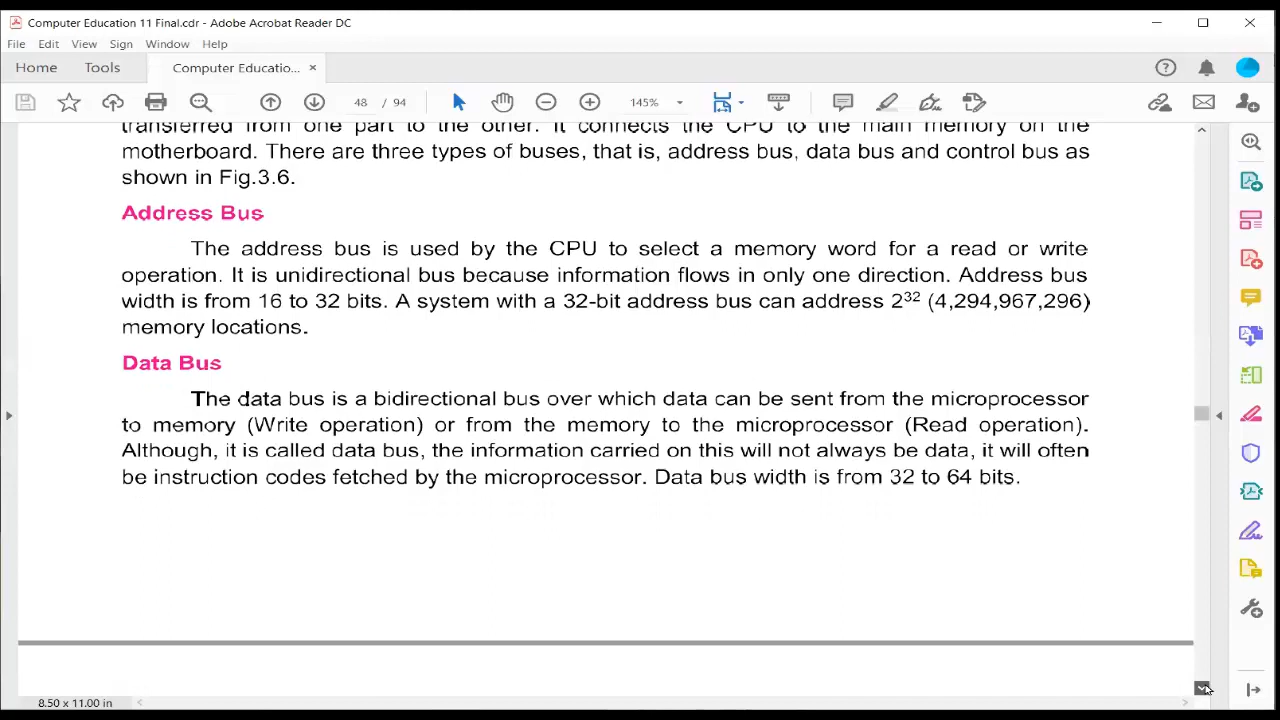 Computer Education 11 Final.cdr - Adobe Acrobat Reader DC
File Edit View Sign Window Help
Home Tools Computer Educatio... ×
48 / 94 145%
transferred from one part to the other. It connects the CPU to the main memory on the
motherboard. There are three types of buses, that is, address bus, data bus and control bus as
shown in Fig.3.6.
Address Bus
The address bus is used by the CPU to select a memory word for a read or write
operation. It is unidirectional bus because information flows in only one direction. Address bus
width is from 16 to 32 bits. A system with a 32-bit address bus can address 2³² (4,294,967,296)
memory locations.
Data Bus
The data bus is a bidirectional bus over which data can be sent from the microprocessor
to memory (Write operation) or from the memory to the microprocessor (Read operation).
Although, it is called data bus, the information carried on this will not always be data, it will often
be instruction codes fetched by the microprocessor. Data bus width is from 32 to 64 bits.
8.50 x 11.00 in